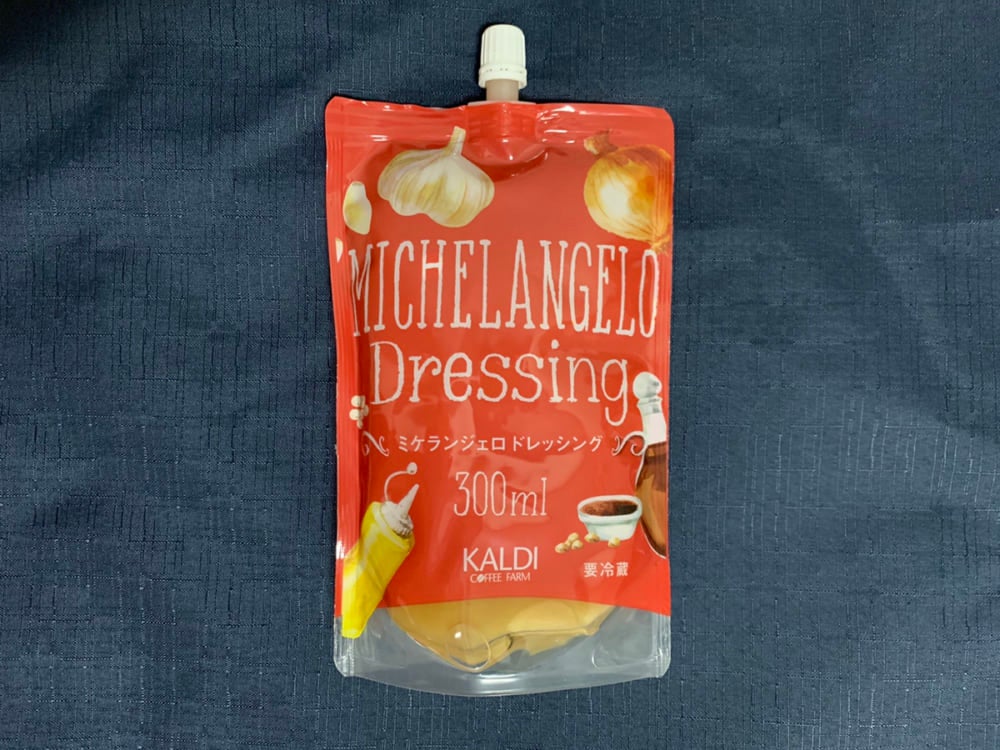 MICHELANGELO
Dressing
ミケランジェロドレッシング
300ml
KALDI
COFFEE FARM
要冷蔵